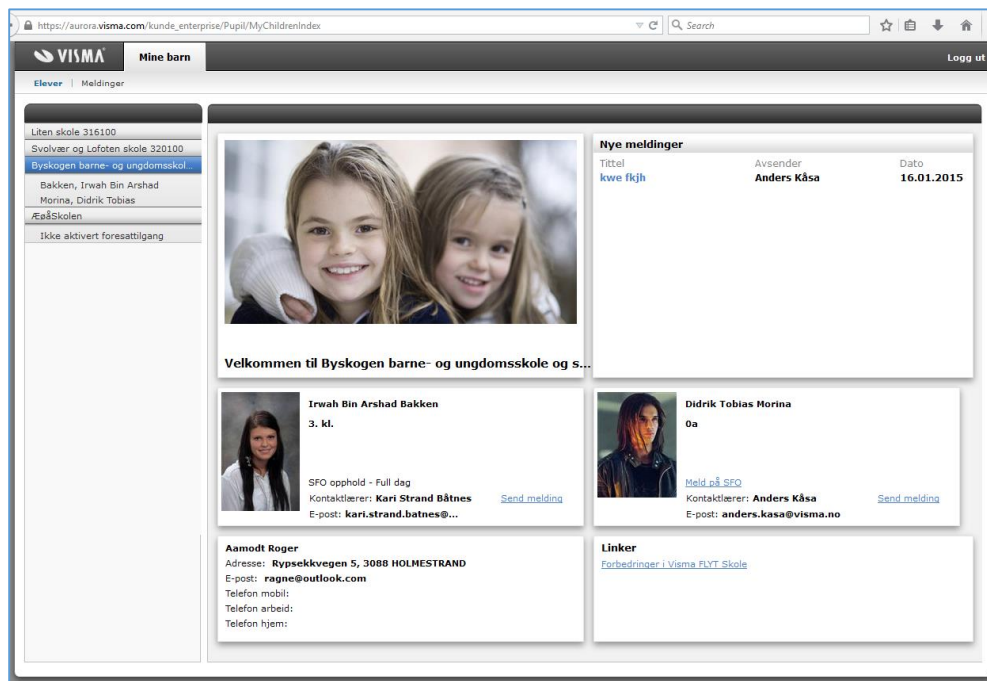 https://aurora.visma.com/kunde_enterprise/Pupil/MyChildrenIndex
Search
VISMA
Mine barn
Logg ut
Elever | Meldinger
Liten skole 316100
Svolvær og Lofoten skole 320100
Byskogen barne- og ungdomsskol...
Bakken, Irwah Bin Arshad
Morina, Didrik Tobias
ÆøåSkolen
Ikke aktivert foresattilgang
Velkommen til Byskogen barne- og ungdomsskole og s...
Nye meldinger
Tittel Avsender Dato
kwe fkjh Anders Kåsa 16.01.2015
Irwah Bin Arshad Bakken
3. kl.
SFO opphold - Full dag
Kontaktlærer: Kari Strand Båtnes Send melding
E-post: kari.strand.batnes@...
Didrik Tobias Morina
0a
Meld på SFO
Kontaktlærer: Anders Kåsa Send melding
E-post: anders.kasa@visma.no
Aamodt Roger
Adresse: Rypsekkvegen 5, 3088 HOLMESTRAND
E-post: ragne@outlook.com
Telefon mobil:
Telefon arbeid:
Telefon hjem:
Linker
Forbedringer i Visma FLYT Skole